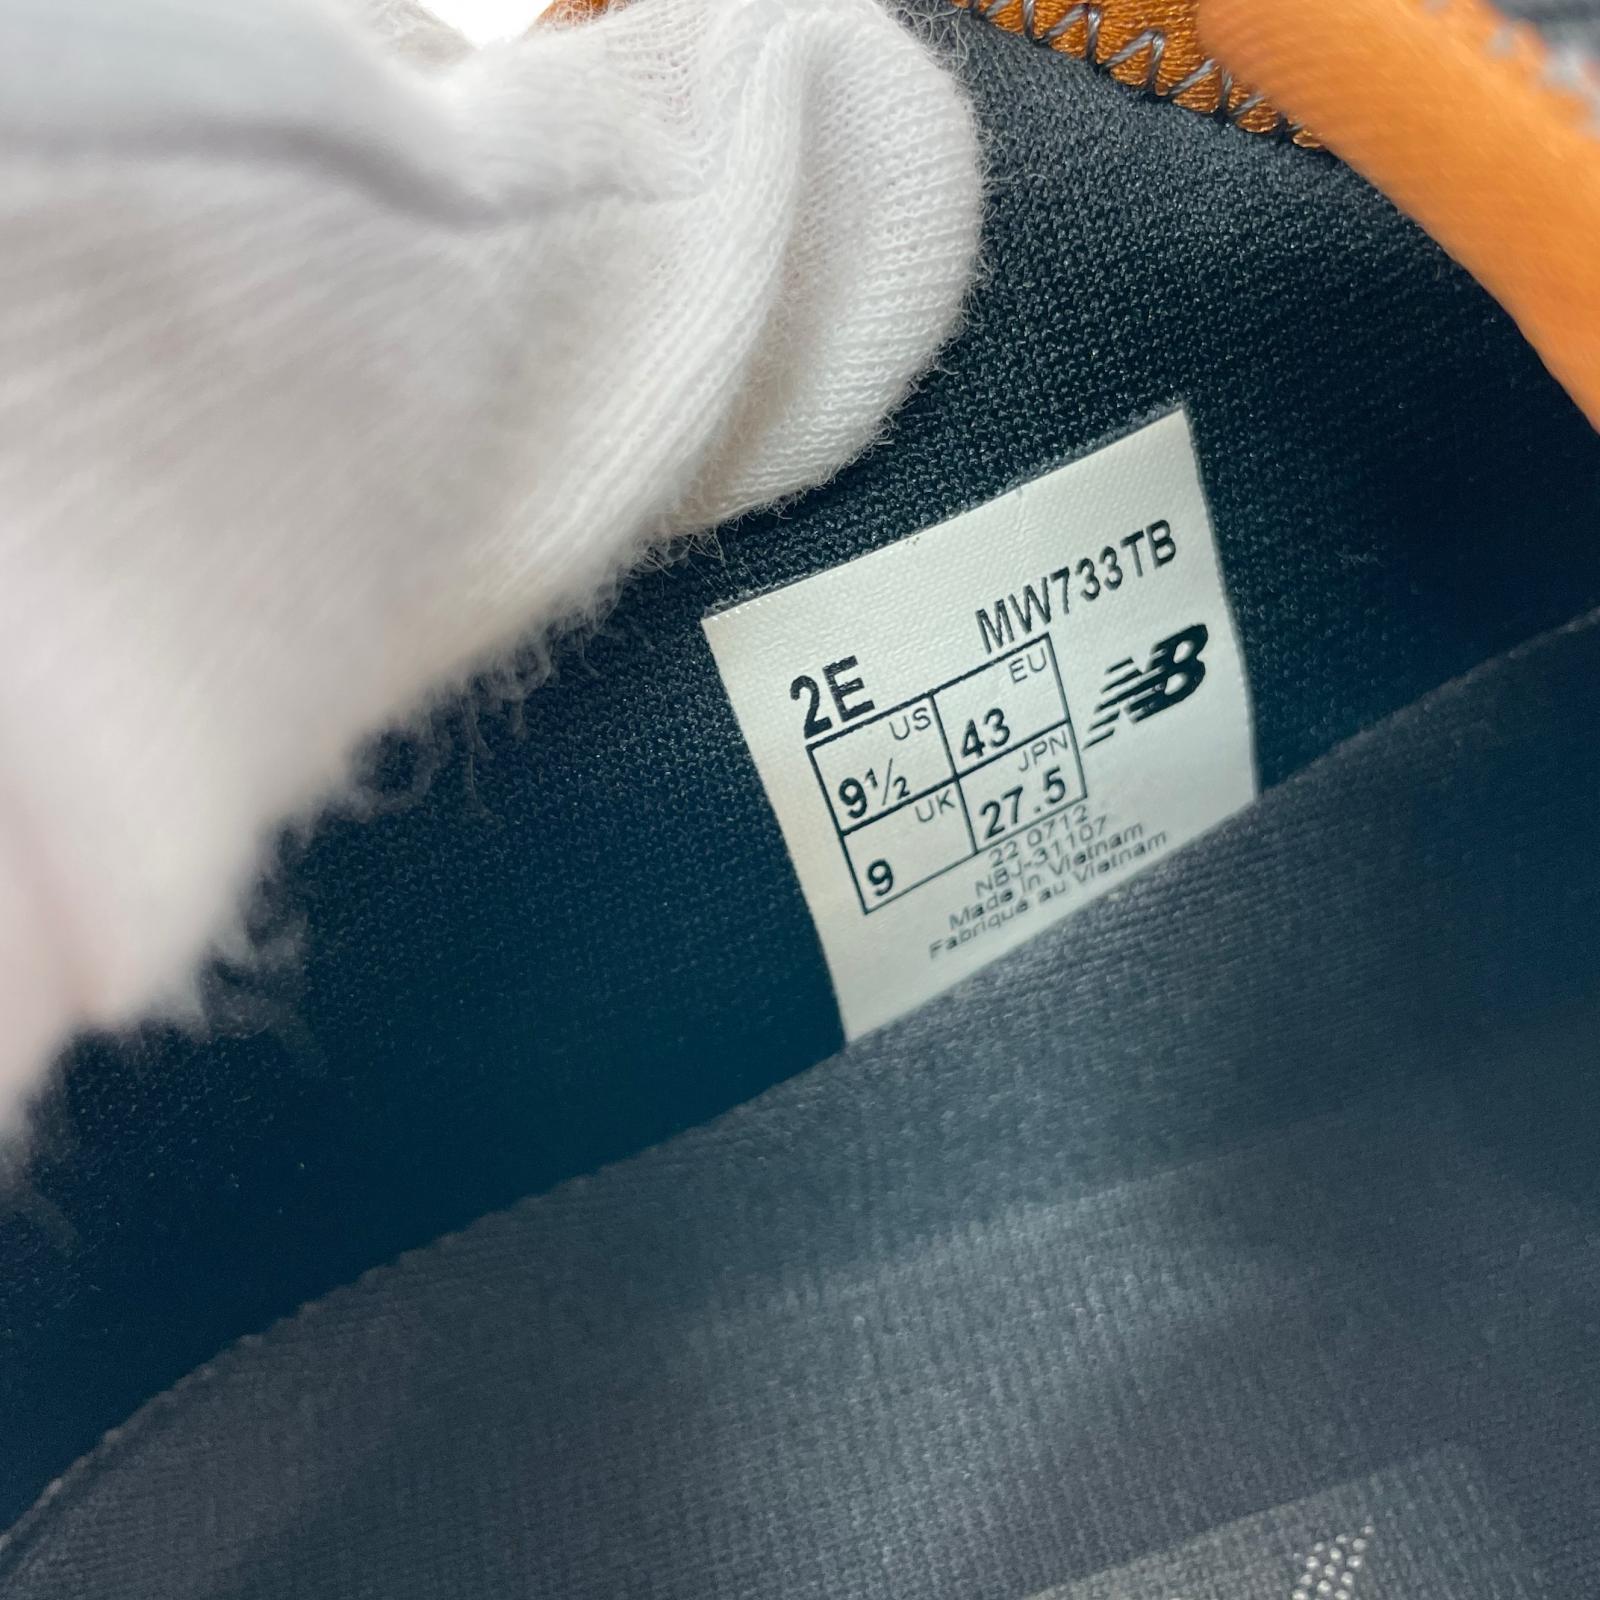 MW733TB
2E
US EU
9½ 43
UK JPN
9 27.5
NB
22 0712
NBJ-31107
Made in Vietnam
Fabriqué au Vietnam